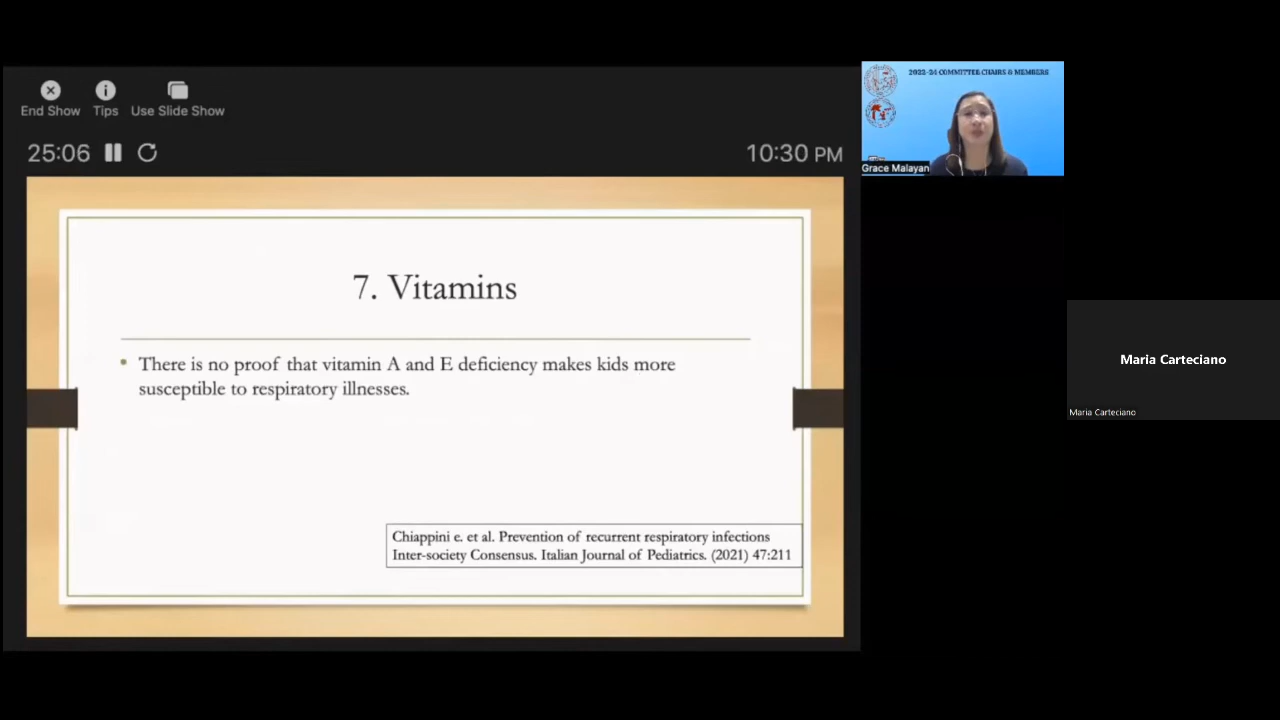 2022-24 COMMITTEE CHAIRS & MEMBERS
End Show
Tips
Use Slide Show
Grace Malayan
25:06
10:30 PM
7. Vitamins
There is no proof that vitamin A and E deficiency makes kids more
susceptible to respiratory illnesses.
Maria Carteciano
Maria Carteciano
Chiappini e. et al. Prevention of recurrent respiratory infections
Inter-society Consensus. Italian Journal of Pediatrics. (2021) 47:211